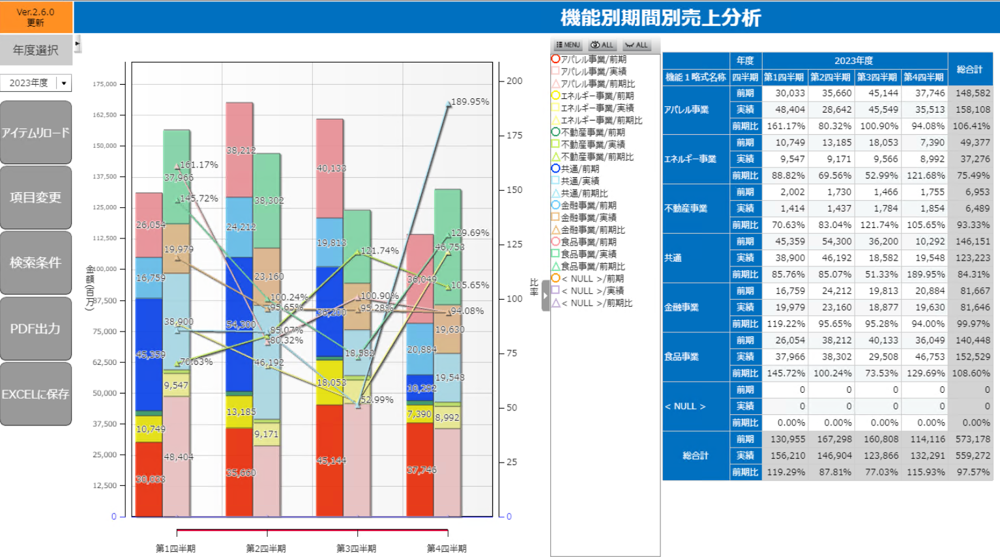 Ver.2.6.0
更新
機能別期間別売上分析
年度選択
2023年度
アイテムリロード
項目変更
検索条件
PDF出力
EXCELに保存
金額(百万)
175,000
162,500
150,000
137,500
125,000
112,500
100,000
87,500
75,000
62,500
50,000
37,500
25,000
12,500
0
26,054
16,759
45,359
10,749
30,033
161.17%
37,966
145.72%
19,979
38,900
70.63%
9,547
48,404
38,212
24,212
54,300
13,185
35,660
38,302
23,160
100.24%
95.65%
85.07%
80.32%
46,192
9,171
40,133
19,813
36,200
18,053
45,144
121.74%
100.90%
95.28%
18,582
52.99%
36,049
20,884
10,292
7,390
37,746
189.95%
129.69%
46,753
105.65%
94.08%
19,630
19,548
8,992
第1四半期
第2四半期
第3四半期
第4四半期
200
175
150
125
100
75
50
25
0
比率
MENU ALL ALL
アパレル事業/前期
アパレル事業/実績
アパレル事業/前期比
エネルギー事業/前期
エネルギー事業/実績
エネルギー事業/前期比
不動産事業/前期
不動産事業/実績
不動産事業/前期比
共通/前期
共通/実績
共通/前期比
金融事業/前期
金融事業/実績
金融事業/前期比
食品事業/前期
食品事業/実績
食品事業/前期比
< NULL >/前期
< NULL >/実績
< NULL >/前期比
年度 2023年度 総合計
機能1略式名称 四半期 第1四半期 第2四半期 第3四半期 第4四半期
前期 30,033 35,660 45,144 37,746 148,582
アパレル事業 実績 48,404 28,642 45,549 35,513 158,108
前期比 161.17% 80.32% 100.90% 94.08% 106.41%
前期 10,749 13,185 18,053 7,390 49,377
エネルギー事業 実績 9,547 9,171 9,566 8,992 37,276
前期比 88.82% 69.56% 52.99% 121.68% 75.49%
前期 2,002 1,730 1,466 1,755 6,953
不動産事業 実績 1,414 1,437 1,784 1,854 6,489
前期比 70.63% 83.04% 121.74% 105.65% 93.33%
前期 45,359 54,300 36,200 10,292 146,151
共通 実績 38,900 46,192 18,582 19,548 123,223
前期比 85.76% 85.07% 51.33% 189.95% 84.31%
前期 16,759 24,212 19,813 20,884 81,667
金融事業 実績 19,979 23,160 18,877 19,630 81,646
前期比 119.22% 95.65% 95.28% 94.00% 99.97%
前期 26,054 38,212 40,133 36,049 140,448
食品事業 実績 37,966 38,302 29,508 46,753 152,529
前期比 145.72% 100.24% 73.53% 129.69% 108.60%
前期 0 0 0 0 0
< NULL > 実績 0 0 0 0 0
前期比 0.00% 0.00% 0.00% 0.00% 0.00%
前期 130,955 167,298 160,808 114,116 573,178
総合計 実績 156,210 146,904 123,866 132,291 559,272
前期比 119.29% 87.81% 77.03% 115.93% 97.57%